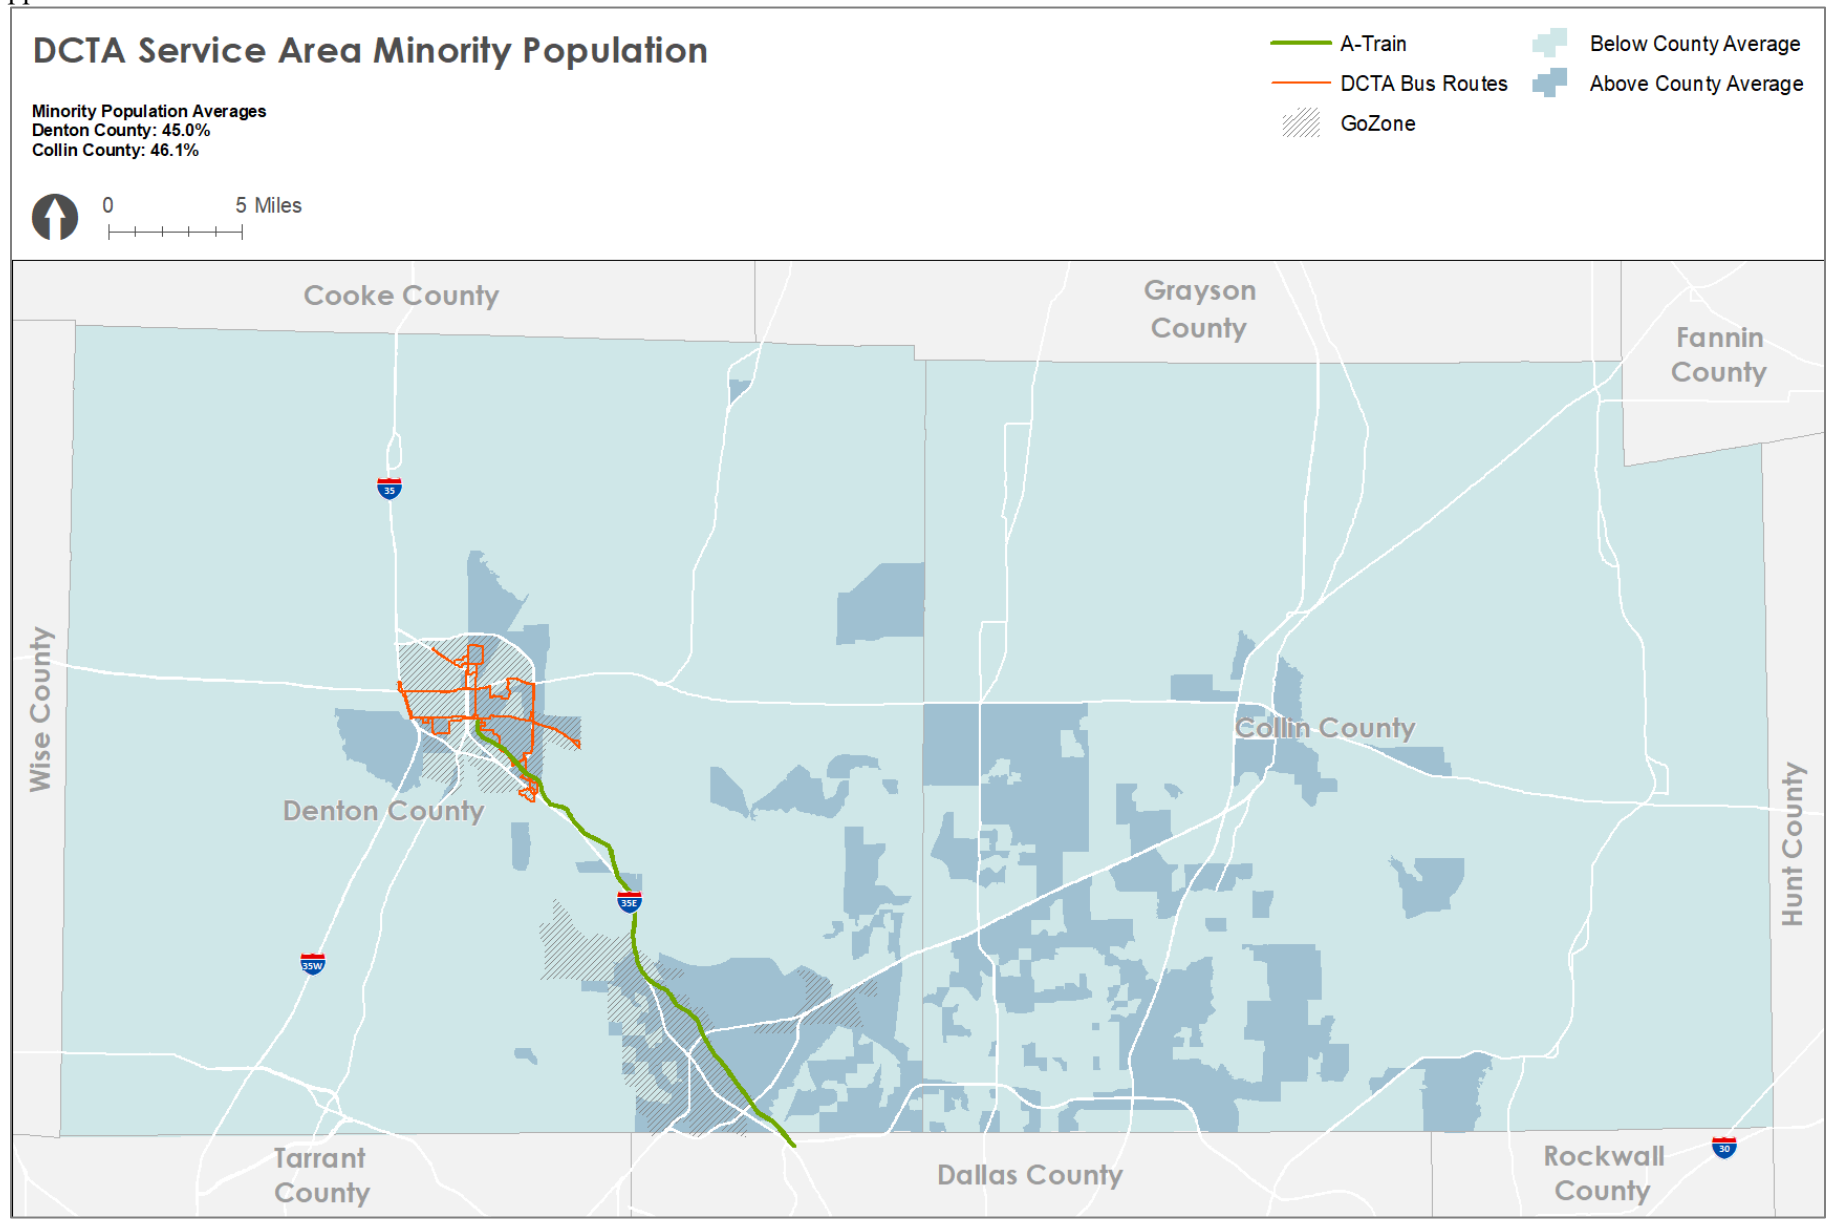 DCTA Service Area Minority Population
Minority Population Averages
Denton County: 45.0%
Collin County: 46.1%
0 5 Miles
A-Train
DCTA Bus Routes
GoZone
Below County Average
Above County Average
Cooke County
Grayson
County
Fannin
County
35
Wise County
Collin County
Denton County
Hunt County
35E
35W
Tarrant
County
Dallas County
Rockwall
County
30